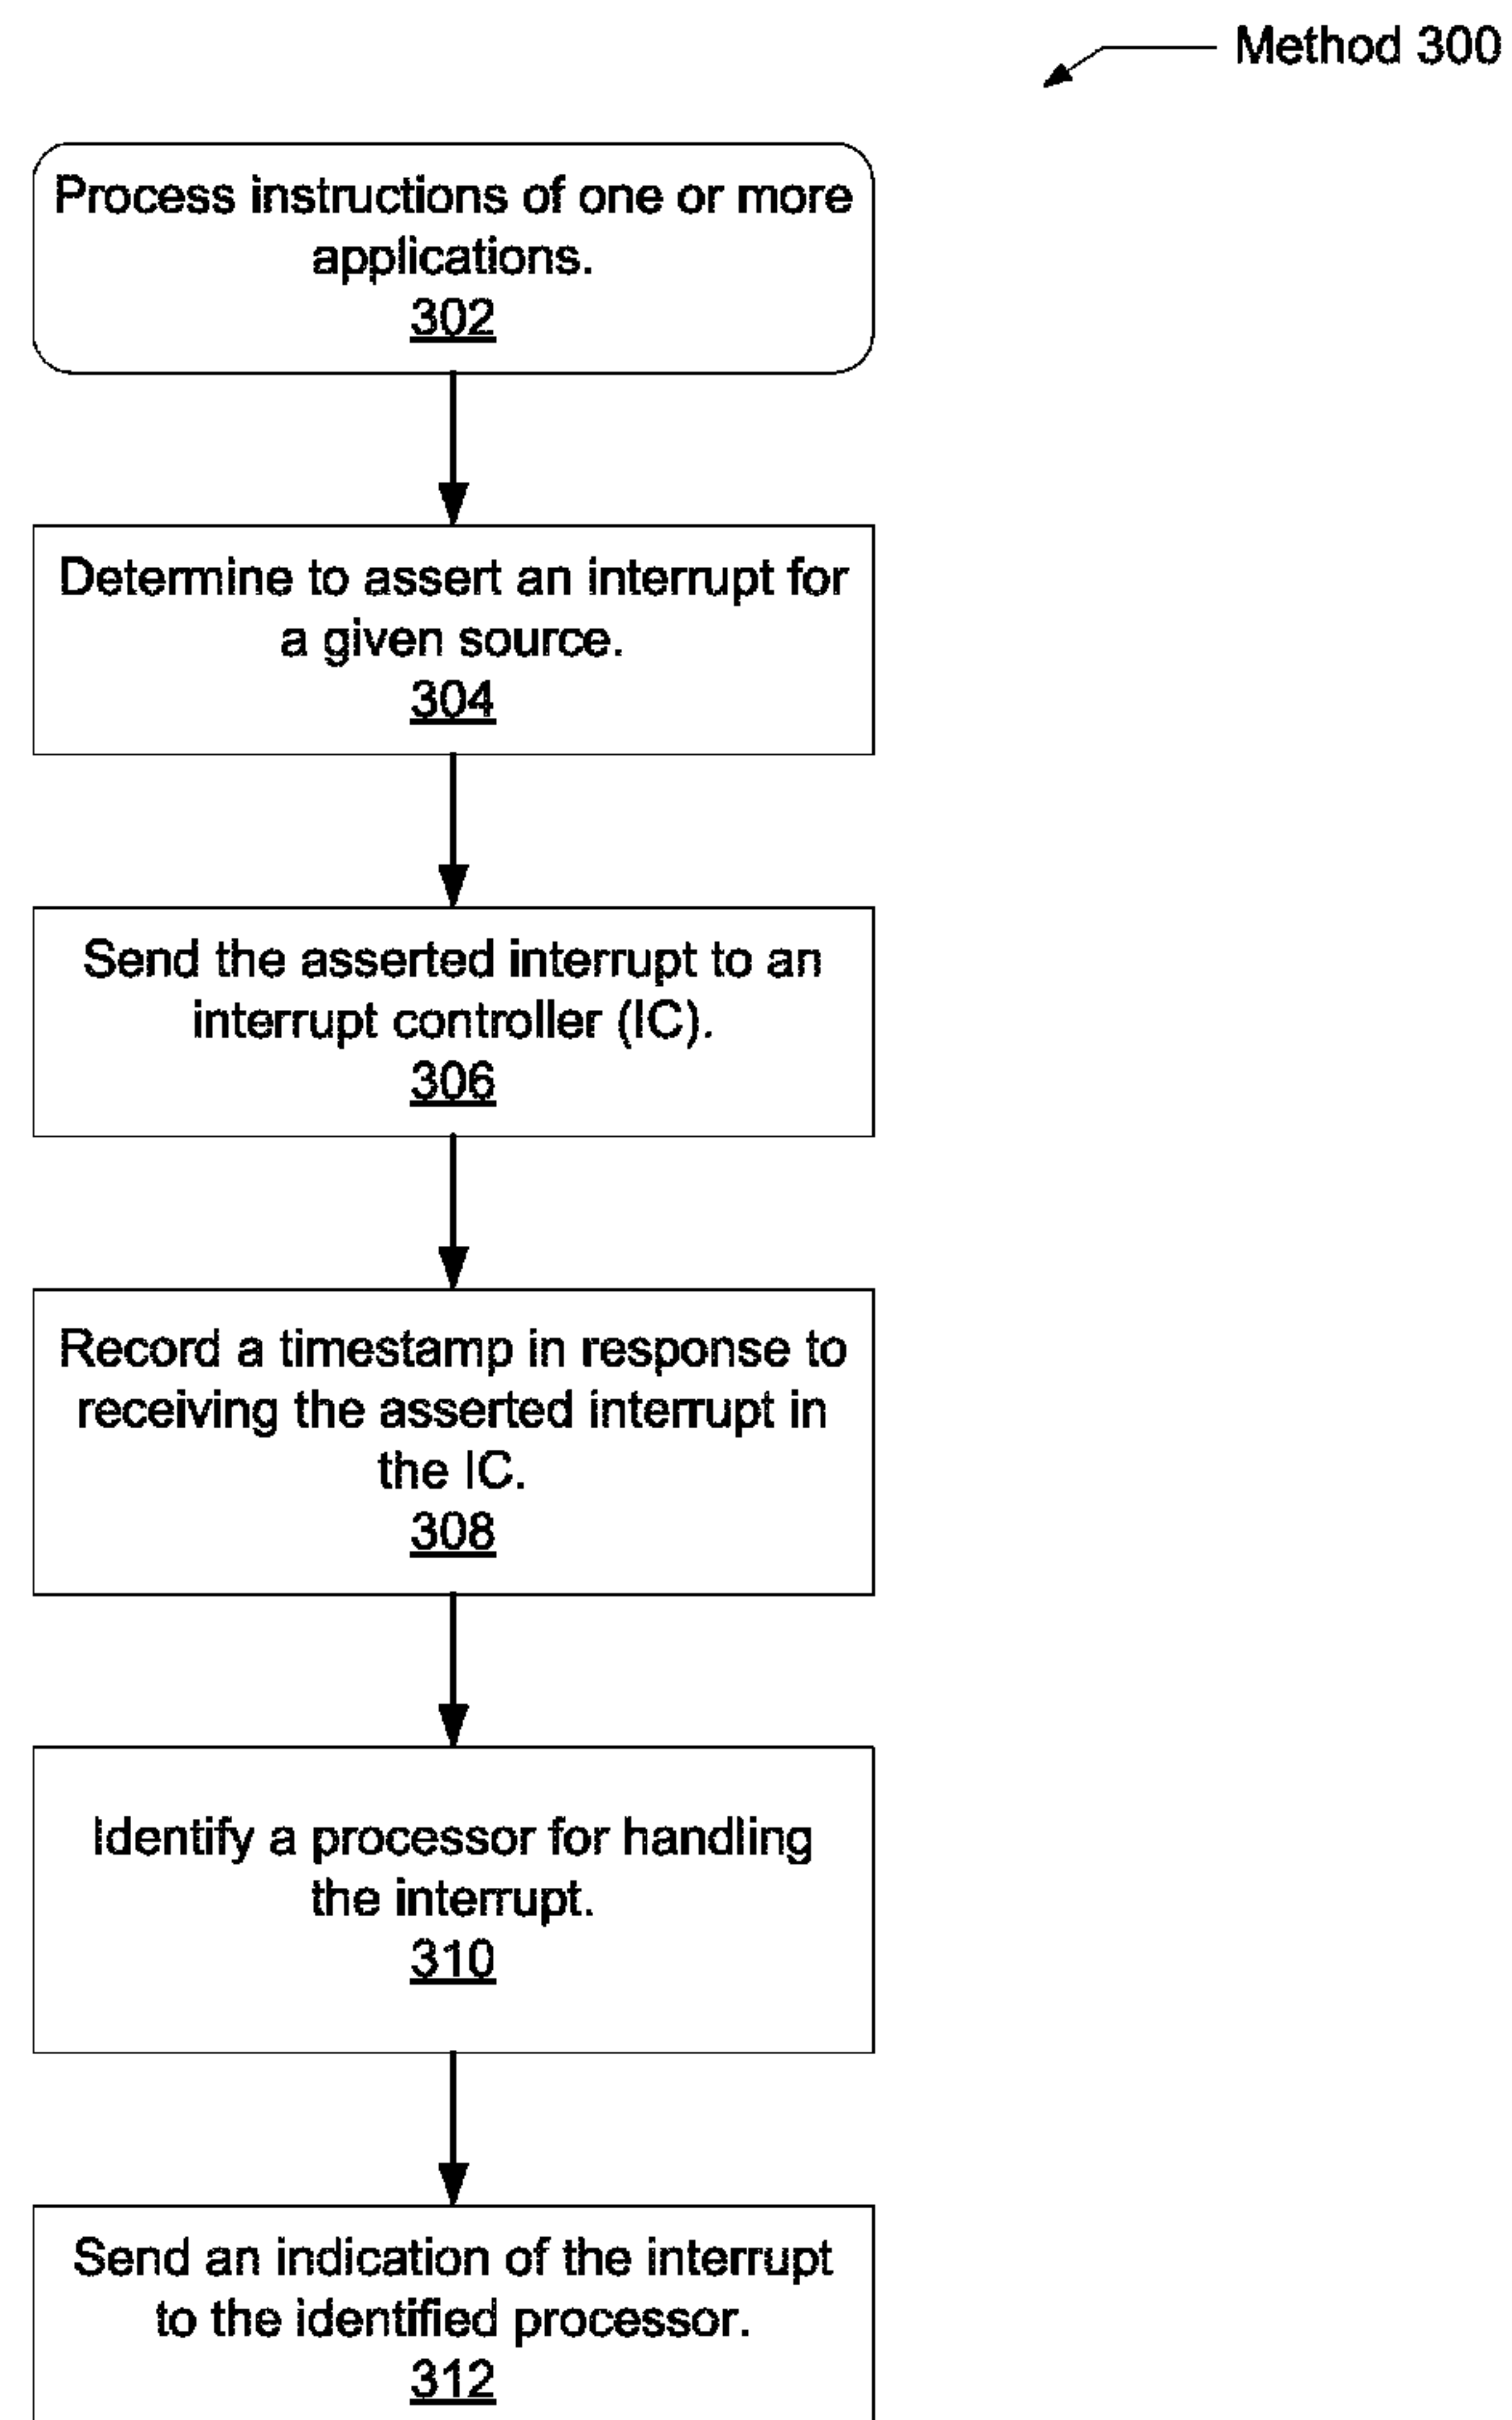 Method 300
Process instructions of one or more
applications.
302
Determine to assert an interrupt for
a given source.
304
Send the asserted interrupt to an
interrupt controller (IC).
306
Record a timestamp in response to
receiving the asserted interrupt in
the IC.
308
Identify a processor for handling
the interrupt.
310
Send an indication of the interrupt
to the identified processor.
312